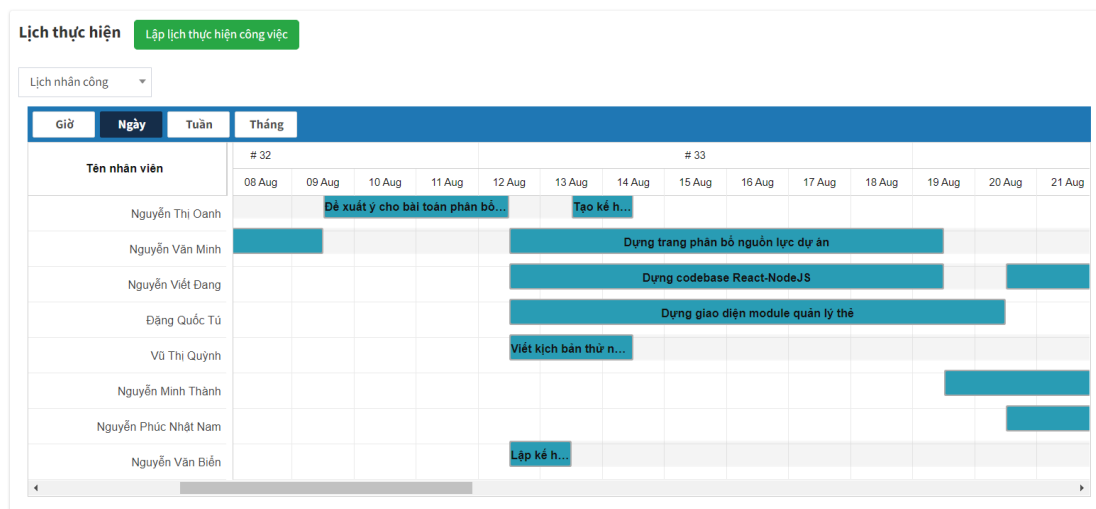 Lịch thực hiện Lập lịch thực hiện công việc
Lịch nhân công
Giờ Ngày Tuần Tháng
Tên nhân viên
# 32 # 33
08 Aug 09 Aug 10 Aug 11 Aug 12 Aug 13 Aug 14 Aug 15 Aug 16 Aug 17 Aug 18 Aug 19 Aug 20 Aug 21 Aug
Nguyễn Thị Oanh Đề xuất ý cho bài toán phân bổ... Tạo kế h...
Nguyễn Văn Minh Dựng trang phân bổ nguồn lực dự án
Nguyễn Viết Đang Dựng codebase React-NodeJS
Đặng Quốc Tú Dựng giao diện module quản lý thẻ
Vũ Thị Quỳnh Viết kịch bản thử n...
Nguyễn Minh Thành
Nguyễn Phúc Nhật Nam
Nguyễn Văn Biển Lập kế h...